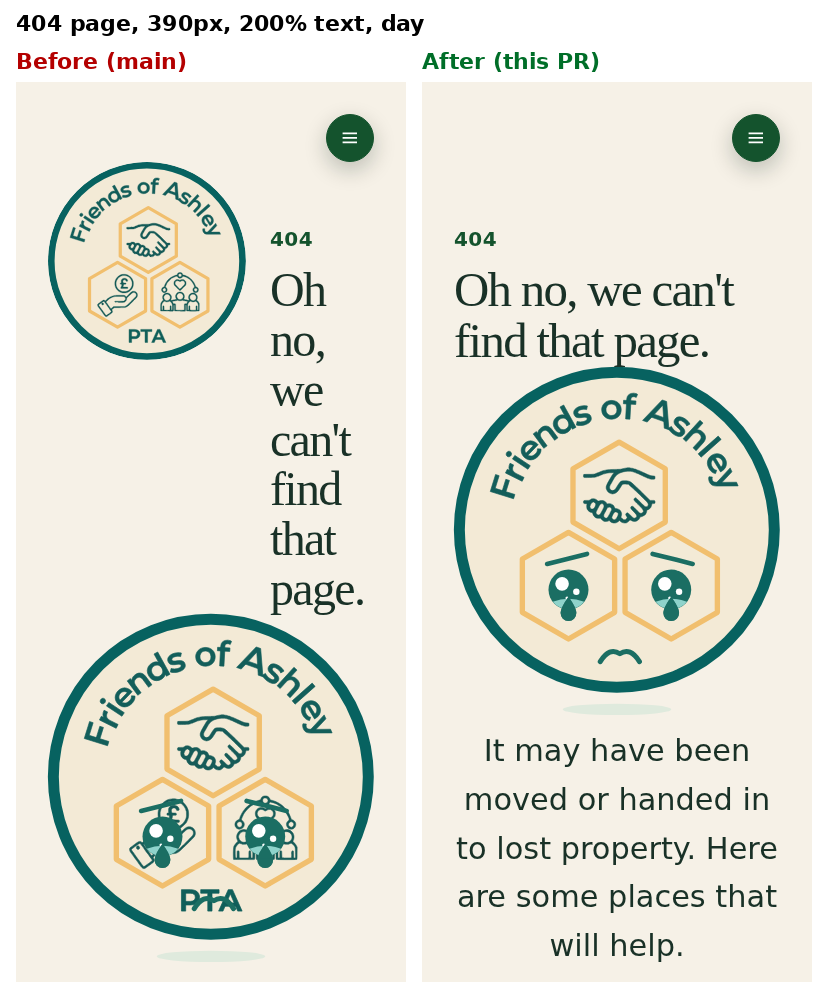 404 page, 390px, 200% text, day
Before (main)
Friends of Ashley
£
PTA
404
Oh
no,
we
can't
find
that
page.
Friends of Ashley
£
PTA
After (this PR)
404
Oh no, we can't
find that page.
Friends of Ashley
It may have been
moved or handed in
to lost property. Here
are some places that
will help.